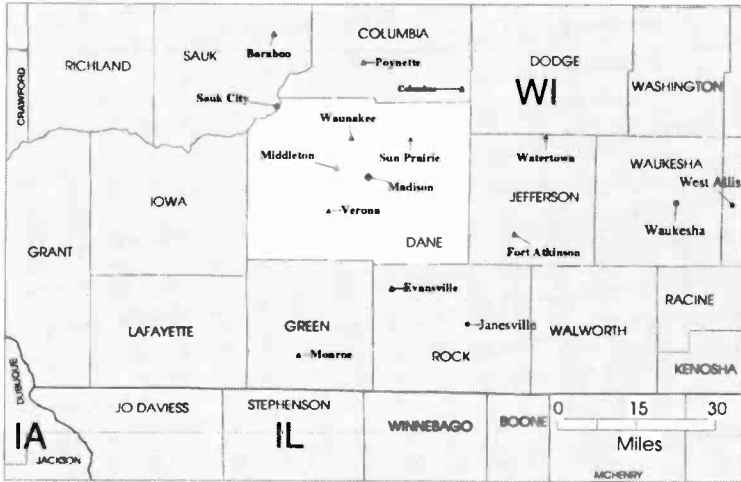 COLUMBIA
Baraboo
SAUK
Poynette
DODGE
RICHLAND
CRAWFORD
Columbus
WI
WASHINGTON
Sauk City
Waunakee
Middleton
Sun Prairie
Watertown
WAUKESHA
West Allis
Madison
JEFFERSON
IOWA
Verona
Waukesha
GRANT
DANE
Fort Atkinson
Evansville
RACINE
LAFAYETTE
GREEN
Janesville
WALWORTH
Monroe
ROCK
KENOSHA
DUBUQUE
JO DAVIESS
STEPHENSON
WINNEBAGO
BOONE
0 15 30
Miles
IA
IL
JACKSON
MCHENRY